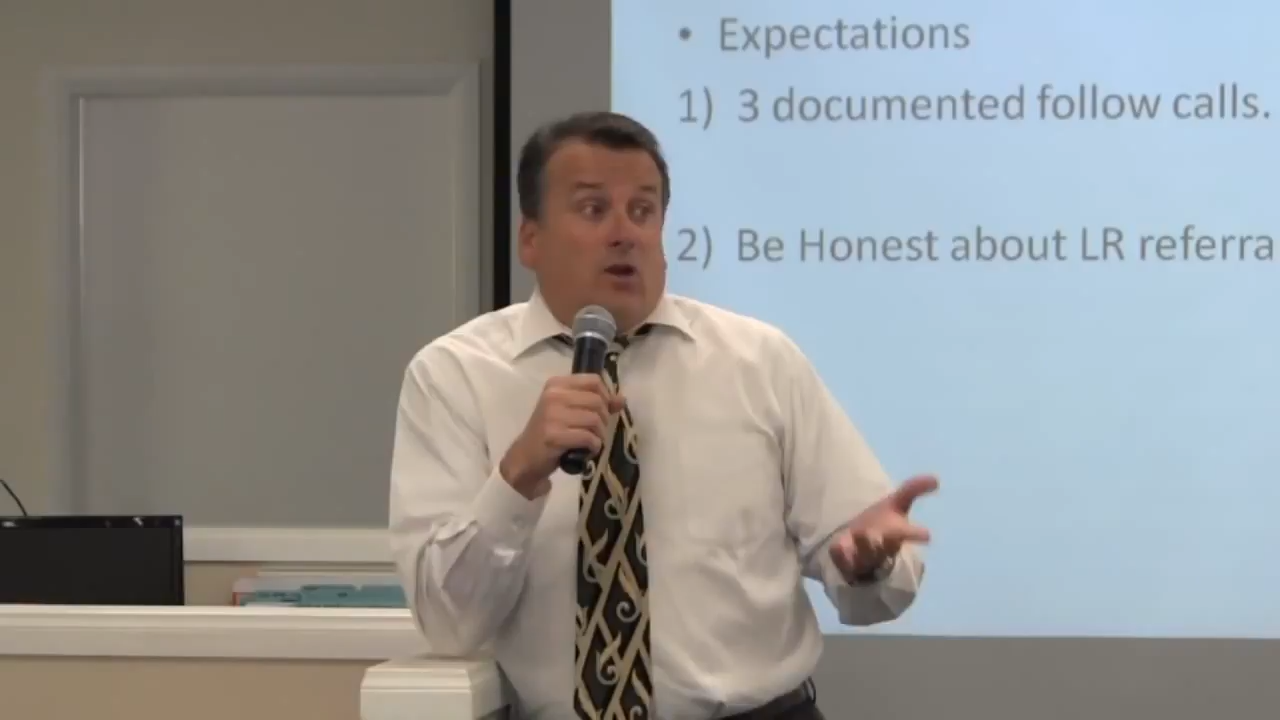 • Expectations
1) 3 documented follow calls.
2) Be Honest about LR referra